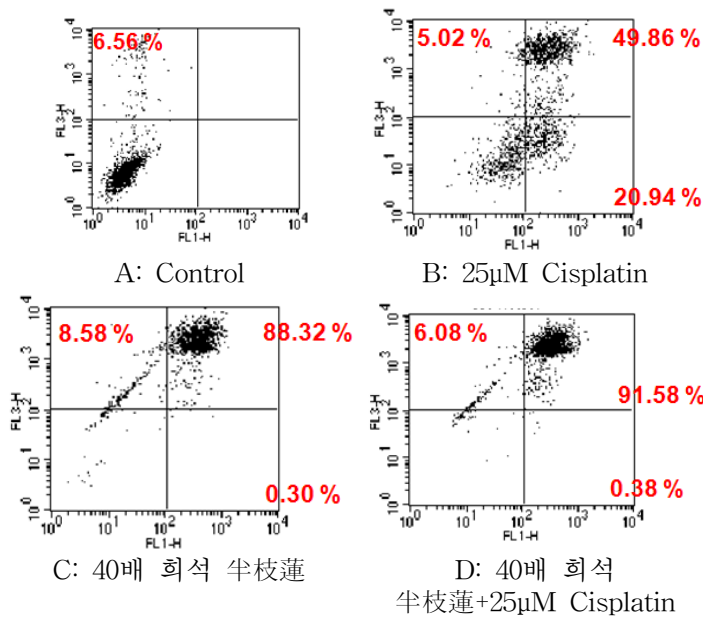 6.56 %
10⁴
10³
10²
10¹
10⁰
FL3-H
10⁰ 10¹ 10² 10³ 10⁴
FL1-H
A: Control
5.02 % 49.86 %
10⁴
10³
10²
10¹
10⁰
FL3-H
20.94 %
10⁰ 10¹ 10² 10³ 10⁴
FL1-H
B: 25µM Cisplatin
8.58 % 88.32 %
10⁴
10³
10²
10¹
10⁰
FL3-H
0.30 %
10⁰ 10¹ 10² 10³ 10⁴
FL1-H
C: 40배 희석 半枝蓮
6.08 %
91.58 %
10⁴
10³
10²
10¹
10⁰
FL3-H
0.38 %
10⁰ 10¹ 10² 10³ 10⁴
FL1-H
D: 40배 희석
半枝蓮+25µM Cisplatin